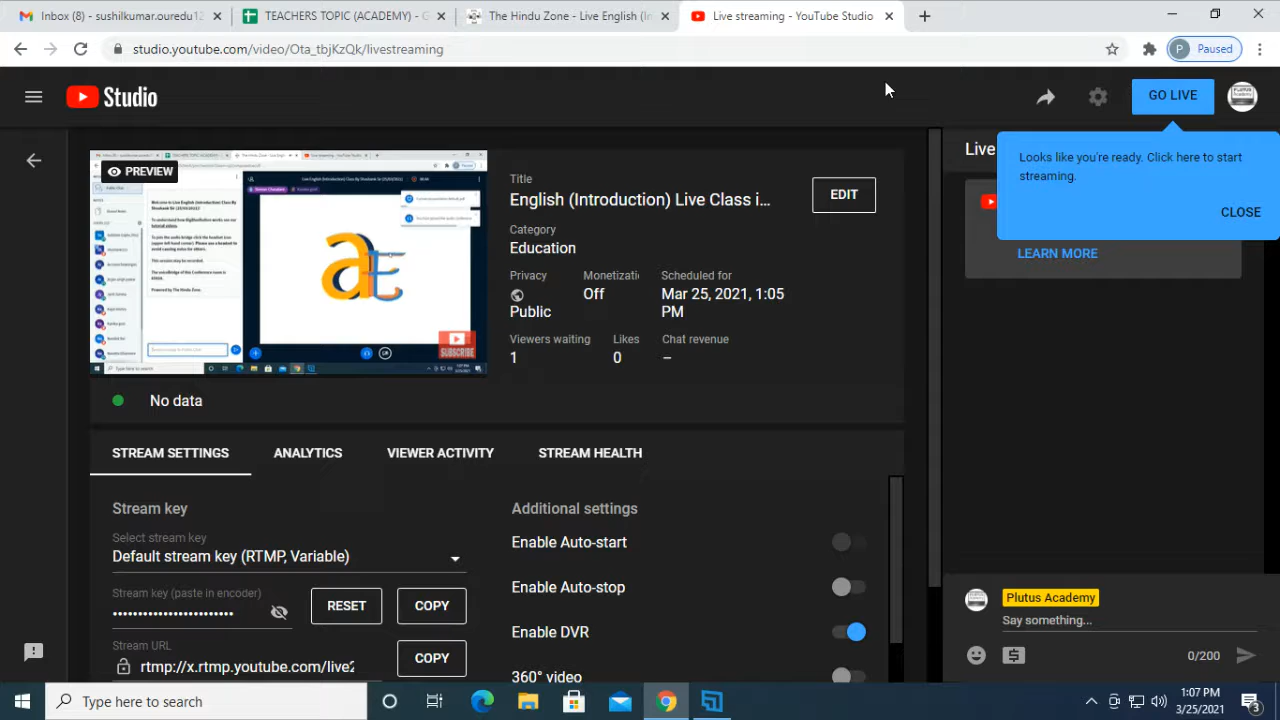 Inbox (8) - sushilkumar.ouredu12
TEACHERS TOPIC (ACADEMY) - G
The Hindu Zone - Live English (In
Live streaming - YouTube Studio
studio.youtube.com/video/Ota_tbjKzQk/livestreaming
P Paused
Studio
GO LIVE
Looks like you're ready. Click here to start
streaming.
CLOSE
Live
LEARN MORE
PREVIEW
SUBSCRIBE
Title
English (Introduction) Live Class i...
EDIT
Category
Education
Privac
Public
Monetizatio
Off
Scheduled for
Mar 25, 2021, 1:05
PM
Viewers waiting
1
Likes
0
Chat revenue
–
No data
STREAM SETTINGS
ANALYTICS
VIEWER ACTIVITY
STREAM HEALTH
Stream key
Select stream key
Default stream key (RTMP, Variable)
Stream key (paste in encoder)
RESET
COPY
Stream URL
rtmp://x.rtmp.youtube.com/live2
COPY
Additional settings
Enable Auto-start
Enable Auto-stop
Enable DVR
360° video
Plutus Academy
Say something...
0/200
Type here to search
1:07 PM
3/25/2021
3